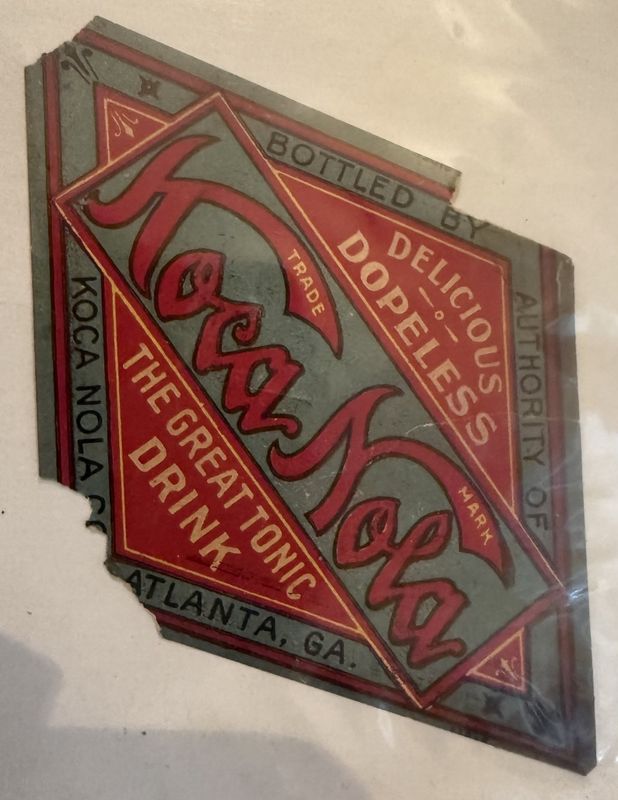 BOTTLED BY
AUTHORITY OF
DELICIOUS
- o -
DOPELESS
Koca Nola
TRADE
MARK
THE GREAT TONIC
DRINK
KOCA NOLA CO
ATLANTA, GA.